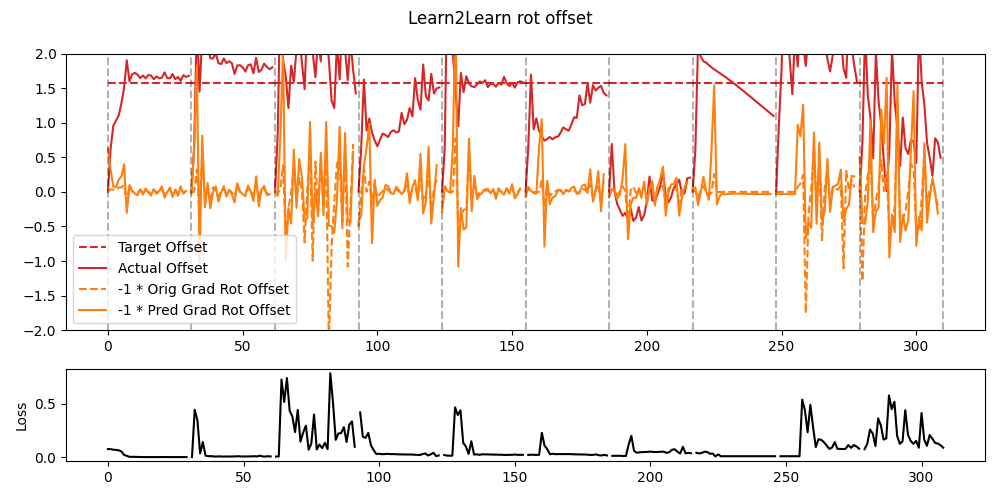 Learn2Learn rot offset
2.0
1.5
1.0
0.5
0.0
−0.5
−1.0
−1.5
−2.0
Target Offset
Actual Offset
-1 * Orig Grad Rot Offset
-1 * Pred Grad Rot Offset
0 50 100 150 200 250 300
Loss
0.5
0.0
0 50 100 150 200 250 300